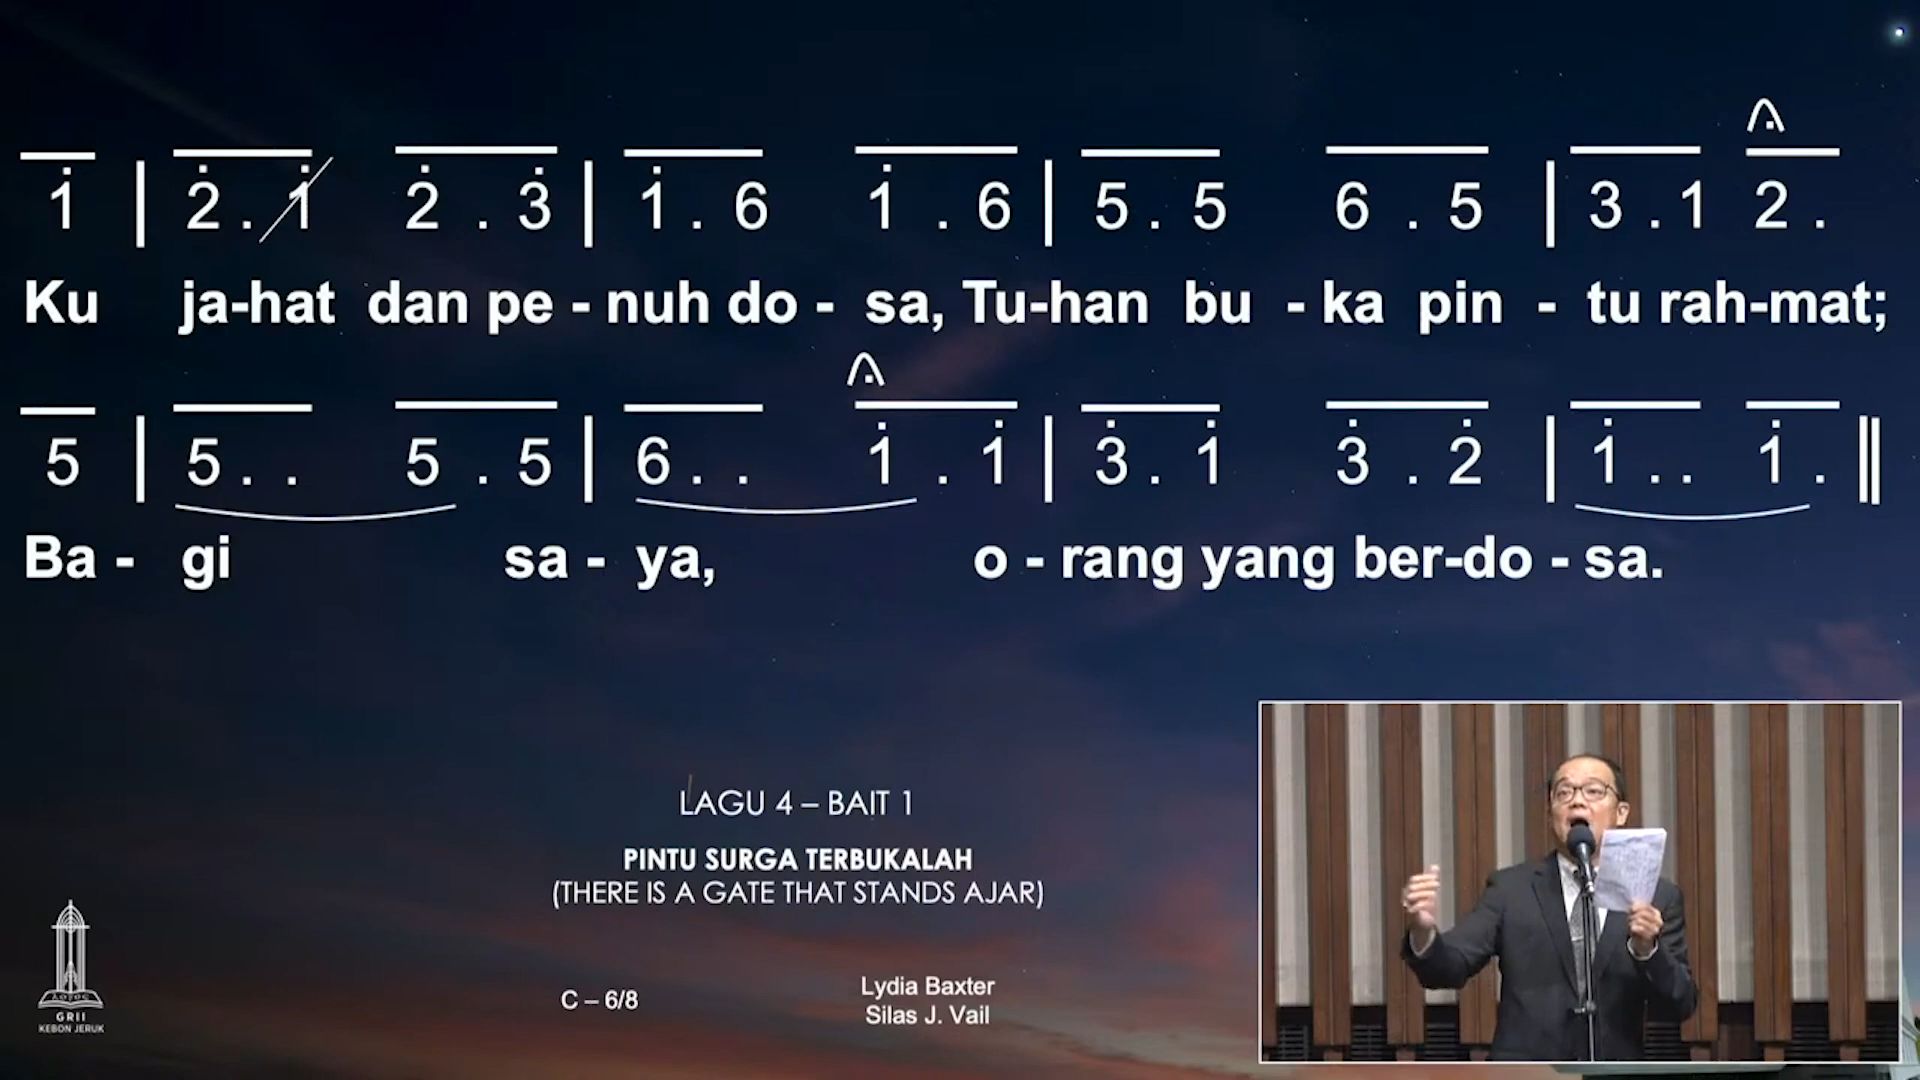 1̇ | 2̇ . 1̇ 2̇ . 3̇ | 1̇ . 6 1̇ . 6 | 5 . 5 6 . 5 | 3 . 1 2 .
Ku ja-hat dan pe - nuh do - sa, Tu-han bu - ka pin - tu rah-mat;
5 | 5 . . 5 . 5 | 6 . . 1̇ . 1̇ | 3̇ . 1̇ 3̇ . 2̇ | 1̇ . . 1̇ . ||
Ba - gi sa - ya, o - rang yang ber-do - sa.
LAGU 4 – BAIT 1
PINTU SURGA TERBUKALAH
(THERE IS A GATE THAT STANDS AJAR)
C – 6/8
Lydia Baxter
Silas J. Vail
GRII
KEBON JERUK